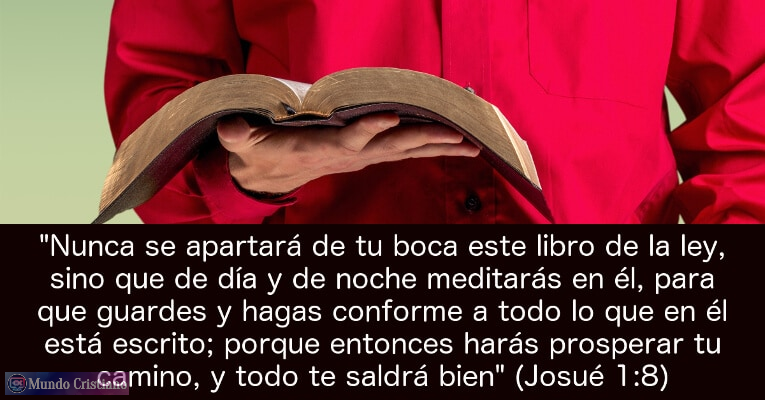 "Nunca se apartará de tu boca este libro de la ley,
sino que de día y de noche meditarás en él, para
que guardes y hagas conforme a todo lo que en él
está escrito; porque entonces harás prosperar tu
camino, y todo te saldrá bien" (Josué 1:8)
Mundo Cristiano